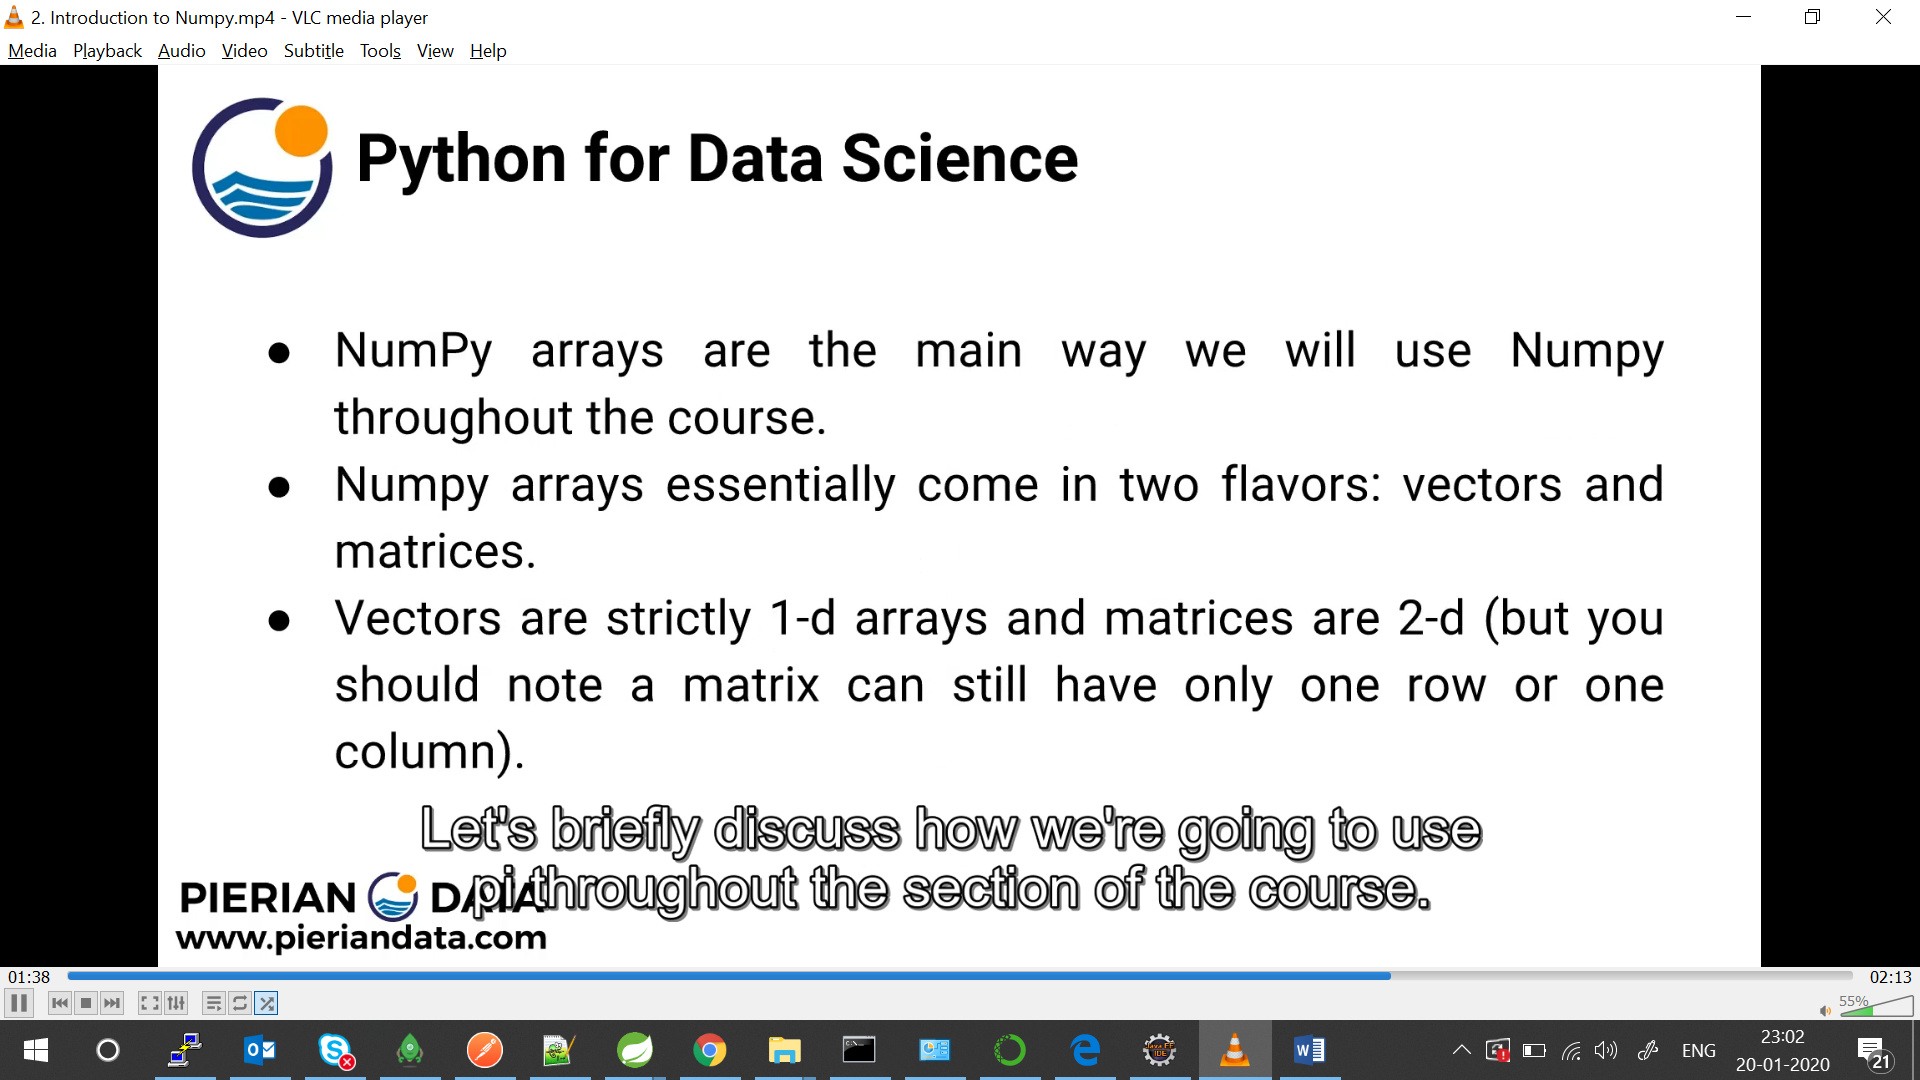 2. Introduction to Numpy.mp4 - VLC media player
Media Playback Audio Video Subtitle Tools View Help
Python for Data Science
● NumPy arrays are the main way we will use Numpy
throughout the course.
● Numpy arrays essentially come in two flavors: vectors and
matrices.
● Vectors are strictly 1-d arrays and matrices are 2-d (but you
should note a matrix can still have only one row or one
column).
Let's briefly discuss how we're going to use
pi throughout the section of the course.
PIERIAN DATA
www.pieriandata.com
01:38 02:13
55%
ENG
23:02
20-01-2020
21